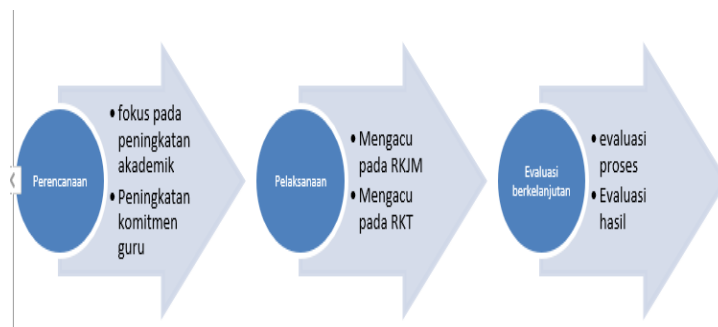 Perencanaan
• fokus pada
peningkatan
akademik
• Peningkatan
komitmen
guru
Pelaksanaan
• Mengacu
pada RKJM
• Mengacu
pada RKT
Evaluasi
berkelanjutan
• evaluasi
proses
• Evaluasi
hasil